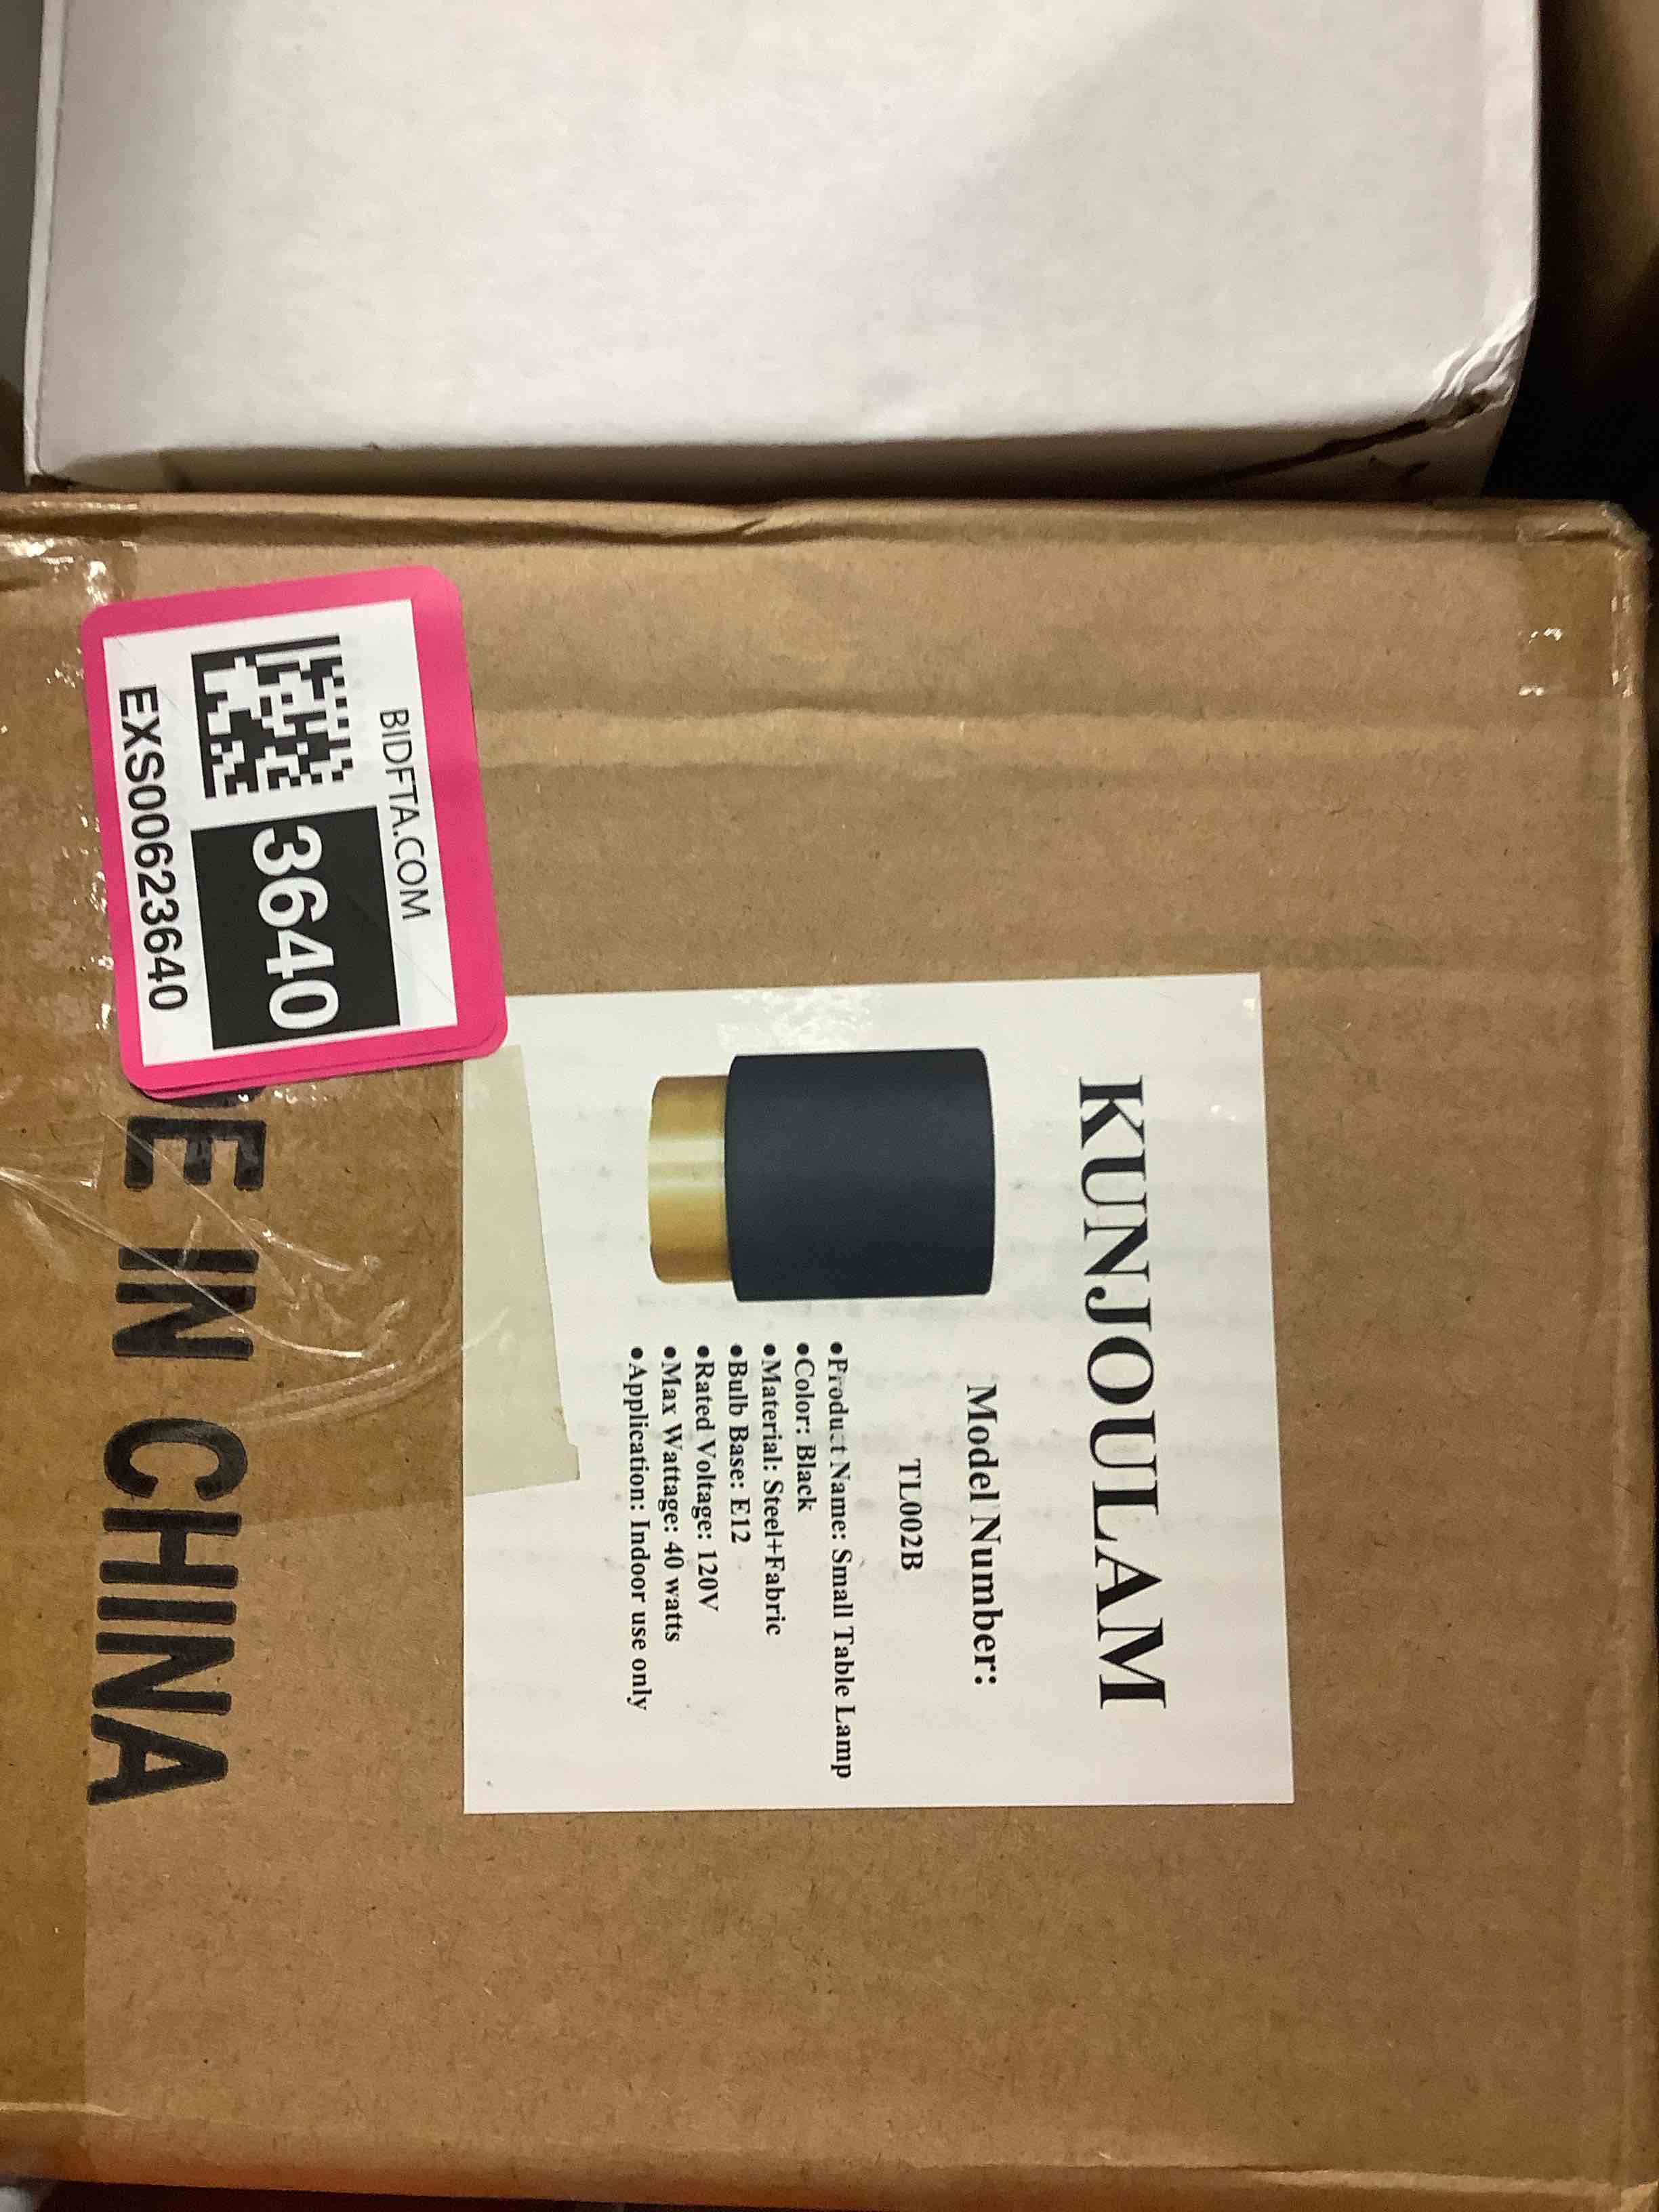 KUNJOULAM
Model Number:
TL002B
●Product Name: Small Table Lamp
●Color: Black
●Material: Steel+Fabric
●Bulb Base: E12
●Rated Voltage: 120V
●Max Wattage: 40 watts
●Application: Indoor use only
BIDFTA.COM
3640
EXS00623640
DE IN CHINA